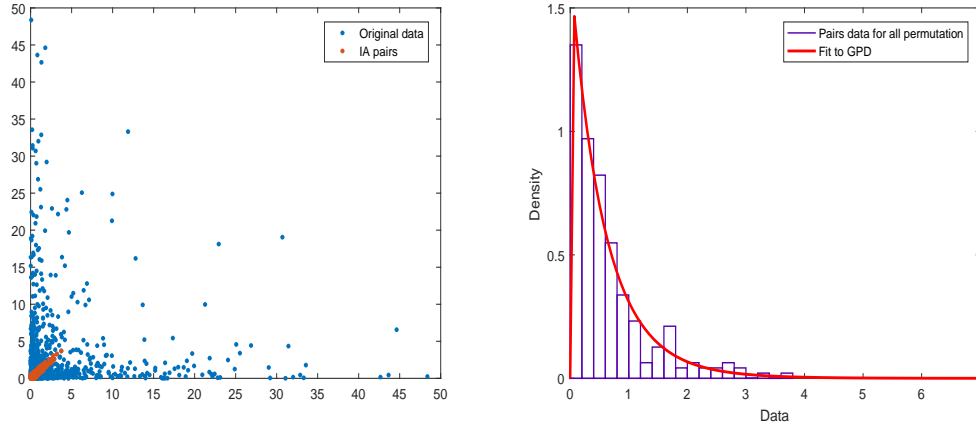 50
45
40
35
30
25
20
15
10
5
0
0 5 10 15 20 25 30 35 40 45 50
Original data
IA pairs
1.5
1
0.5
0
Density
0 1 2 3 4 5 6
Data
Pairs data for all permutation
Fit to GPD